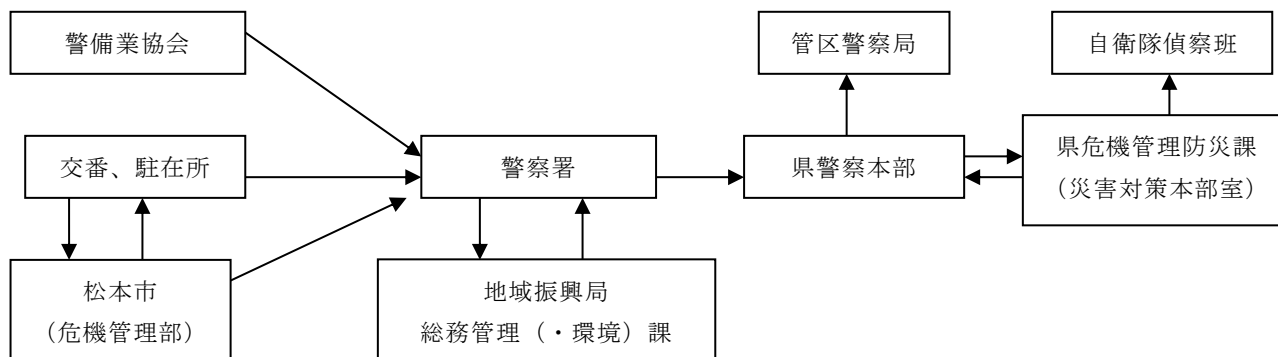 警備業協会
管区警察局
自衛隊偵察班
交番、駐在所
警察署
県警察本部
県危機管理防災課
（災害対策本部室）
松本市
（危機管理部）
地域振興局
総務管理（・環境）課